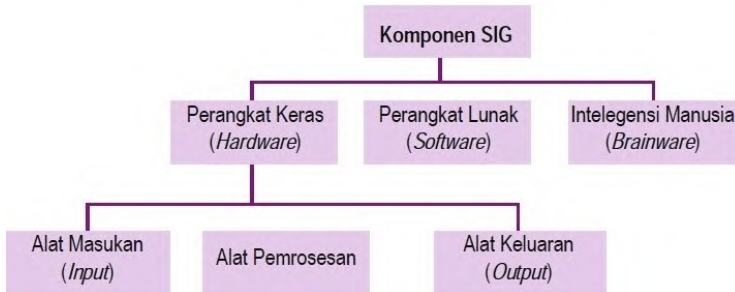 Komponen SIG
Perangkat Keras
(Hardware)
Perangkat Lunak
(Software)
Intelegensi Manusia
(Brainware)
Alat Masukan
(Input)
Alat Pemrosesan
Alat Keluaran
(Output)